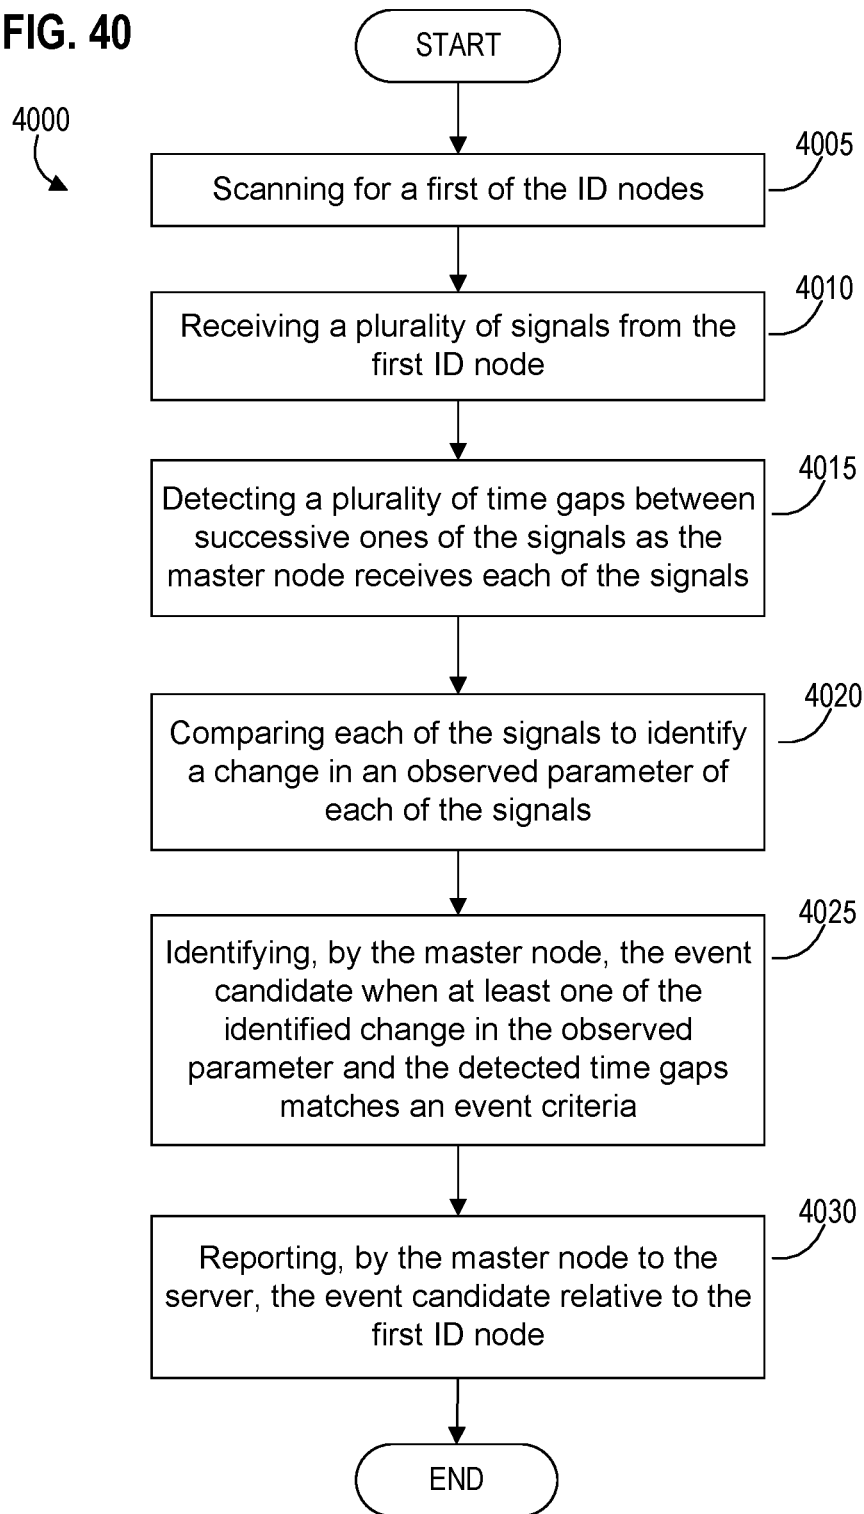 FIG. 40
START
4000
4005
Scanning for a first of the ID nodes
4010
Receiving a plurality of signals from the
first ID node
4015
Detecting a plurality of time gaps between
successive ones of the signals as the
master node receives each of the signals
4020
Comparing each of the signals to identify
a change in an observed parameter of
each of the signals
4025
Identifying, by the master node, the event
candidate when at least one of the
identified change in the observed
parameter and the detected time gaps
matches an event criteria
4030
Reporting, by the master node to the
server, the event candidate relative to the
first ID node
END